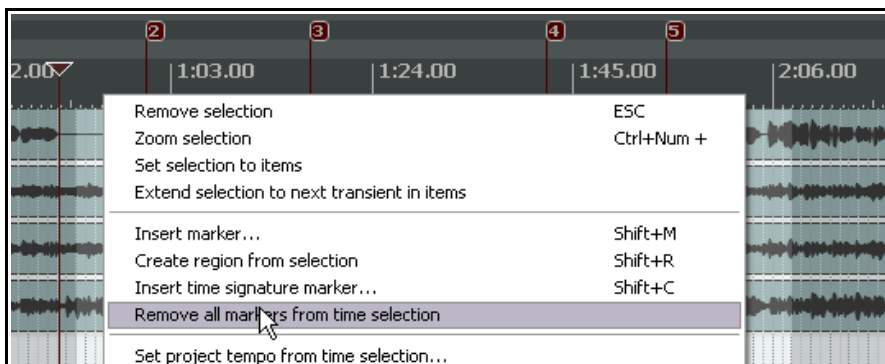 2 3 4 5
2.00 1:03.00 1:24.00 1:45.00 2:06.00
Remove selection ESC
Zoom selection Ctrl+Num +
Set selection to items
Extend selection to next transient in items
Insert marker... Shift+M
Create region from selection Shift+R
Insert time signature marker... Shift+C
Remove all markers from time selection
Set project tempo from time selection...